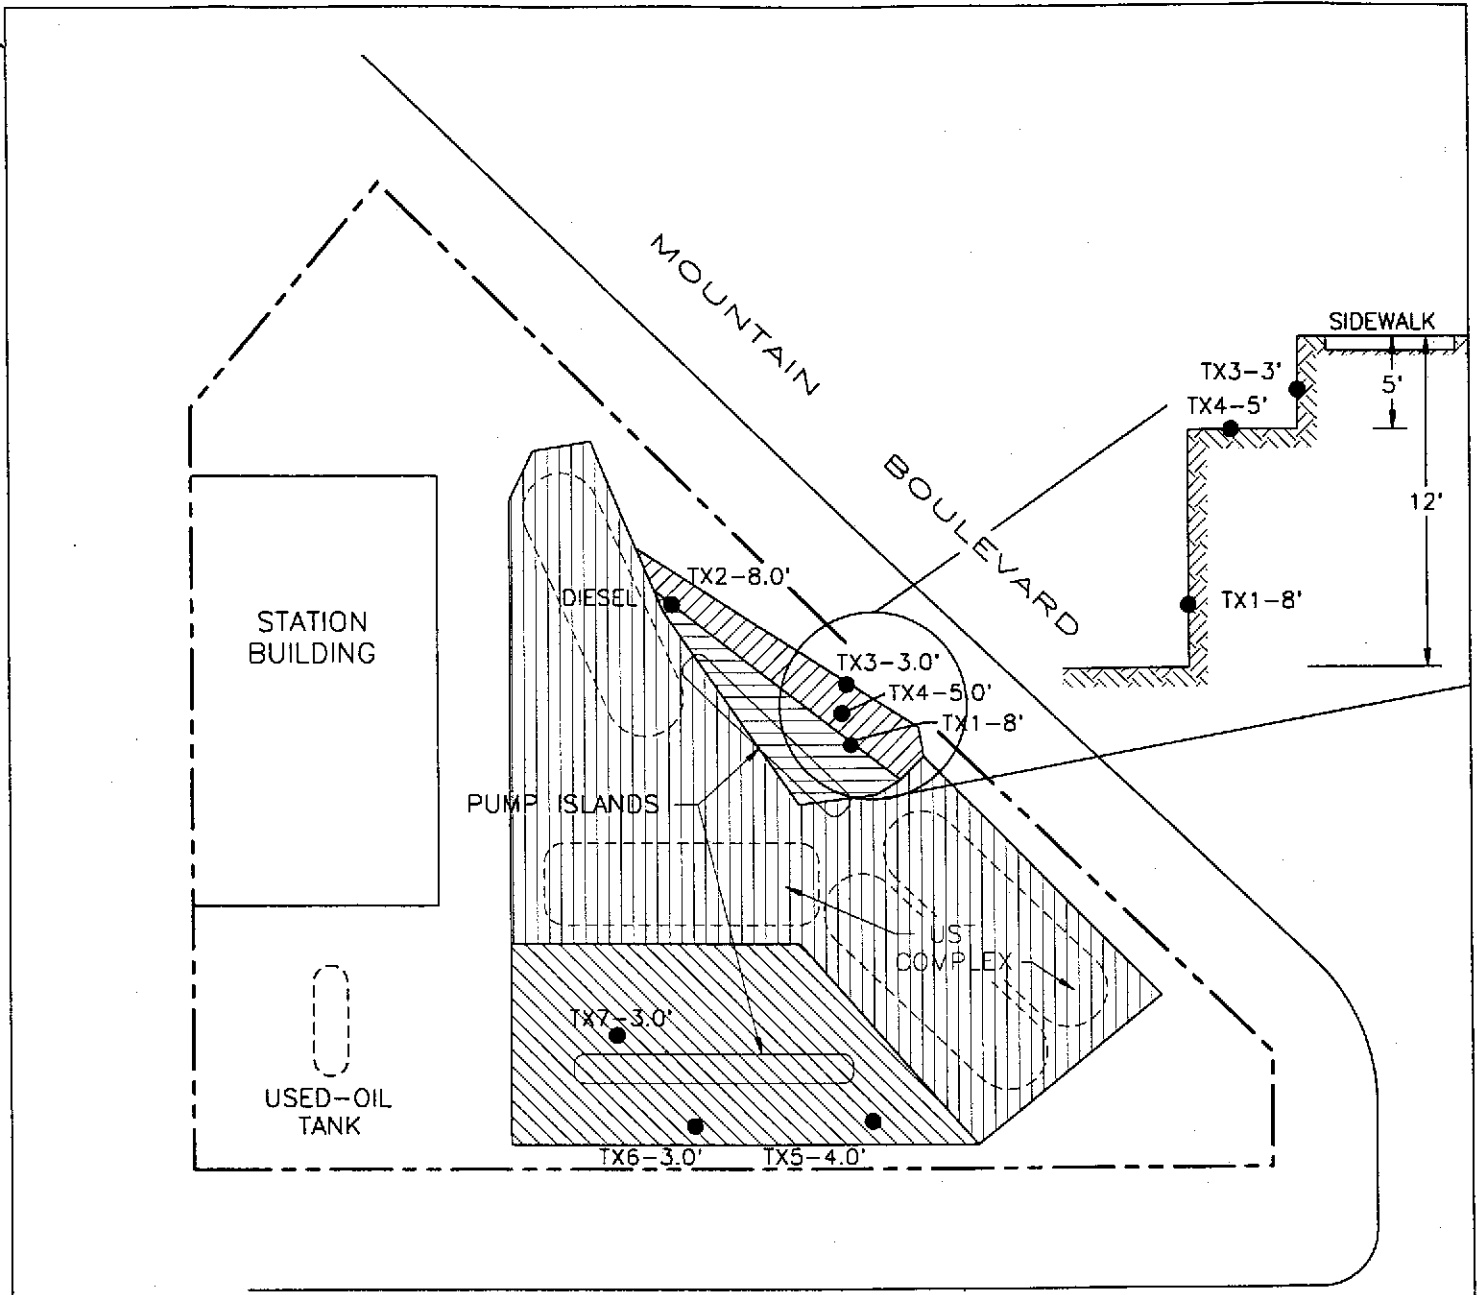 MOUNTAIN
BOULEVARD
SIDEWALK
TX3-3'
TX4-5'
5'
12'
TX1-8'
STATION
BUILDING
DIESEL
TX2-8.0'
TX3-3.0'
TX4-5.0'
TX1-8'
PUMP ISLANDS
UST
COMPLEX
TX7-3.0'
USED-OIL
TANK
TX6-3.0'
TX5-4.0'